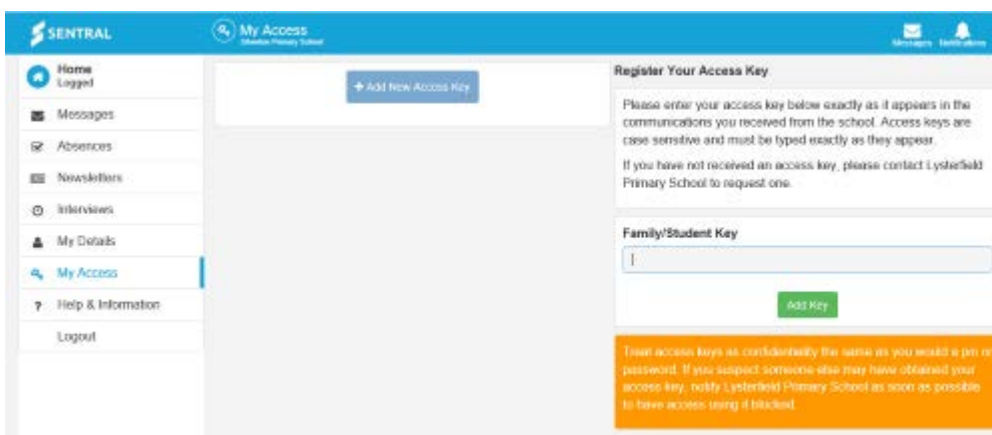 SENTRAL
My Access
Primary School
Messages
Notifications
Home
Logged
Messages
Absences
Newsletters
Interviews
My Details
My Access
Help & Information
Logout
+ Add New Access Key
Register Your Access Key
Please enter your access key below exactly as it appears in the
communications you received from the school. Access keys are
case sensitive and must be typed exactly as they appear.
If you have not received an access key, please contact Lysterfield
Primary School to request one.
Family/Student Key
Add Key
Treat access keys as confidentially the same as you would a pin or
password. If you suspect someone else may have obtained your
access key, notify Lysterfield Primary School as soon as possible
to have access using it blocked.